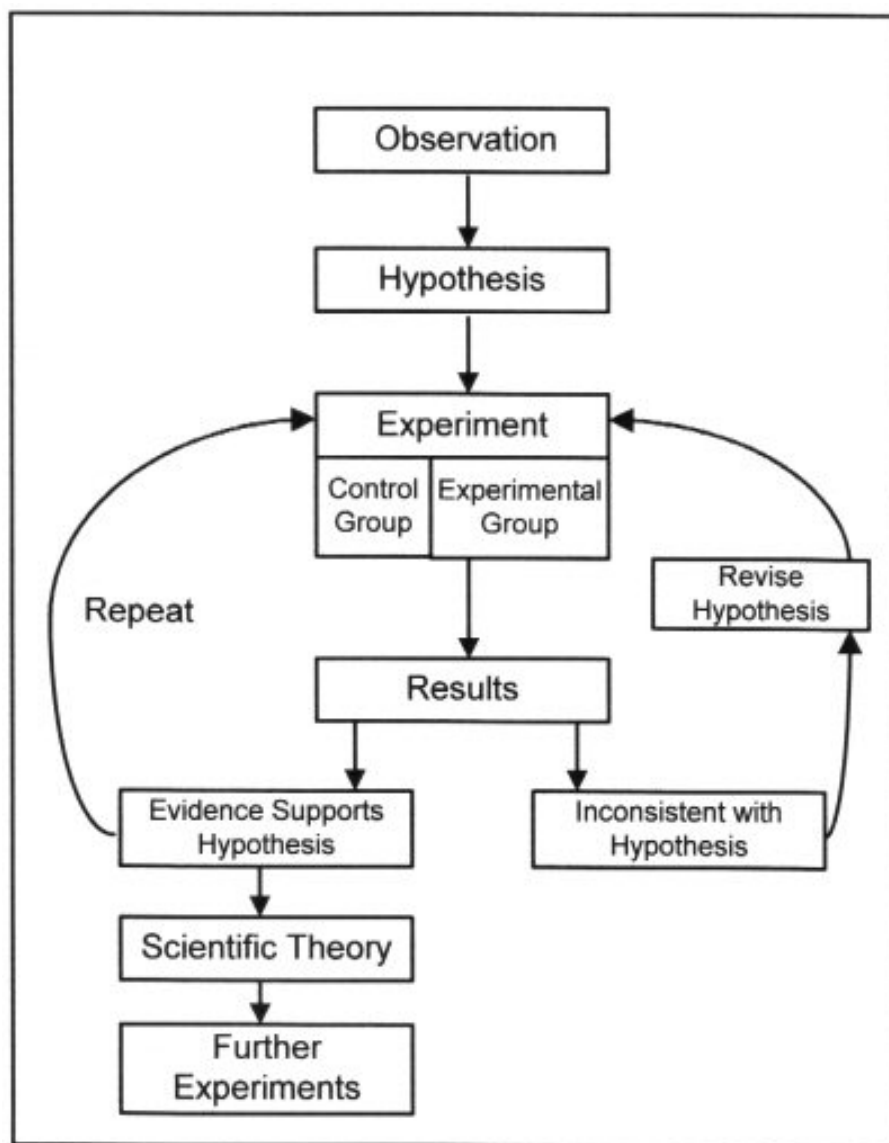 Observation
Hypothesis
Experiment
Control
Group
Experimental
Group
Repeat
Revise
Hypothesis
Results
Evidence Supports
Hypothesis
Inconsistent with
Hypothesis
Scientific Theory
Further
Experiments